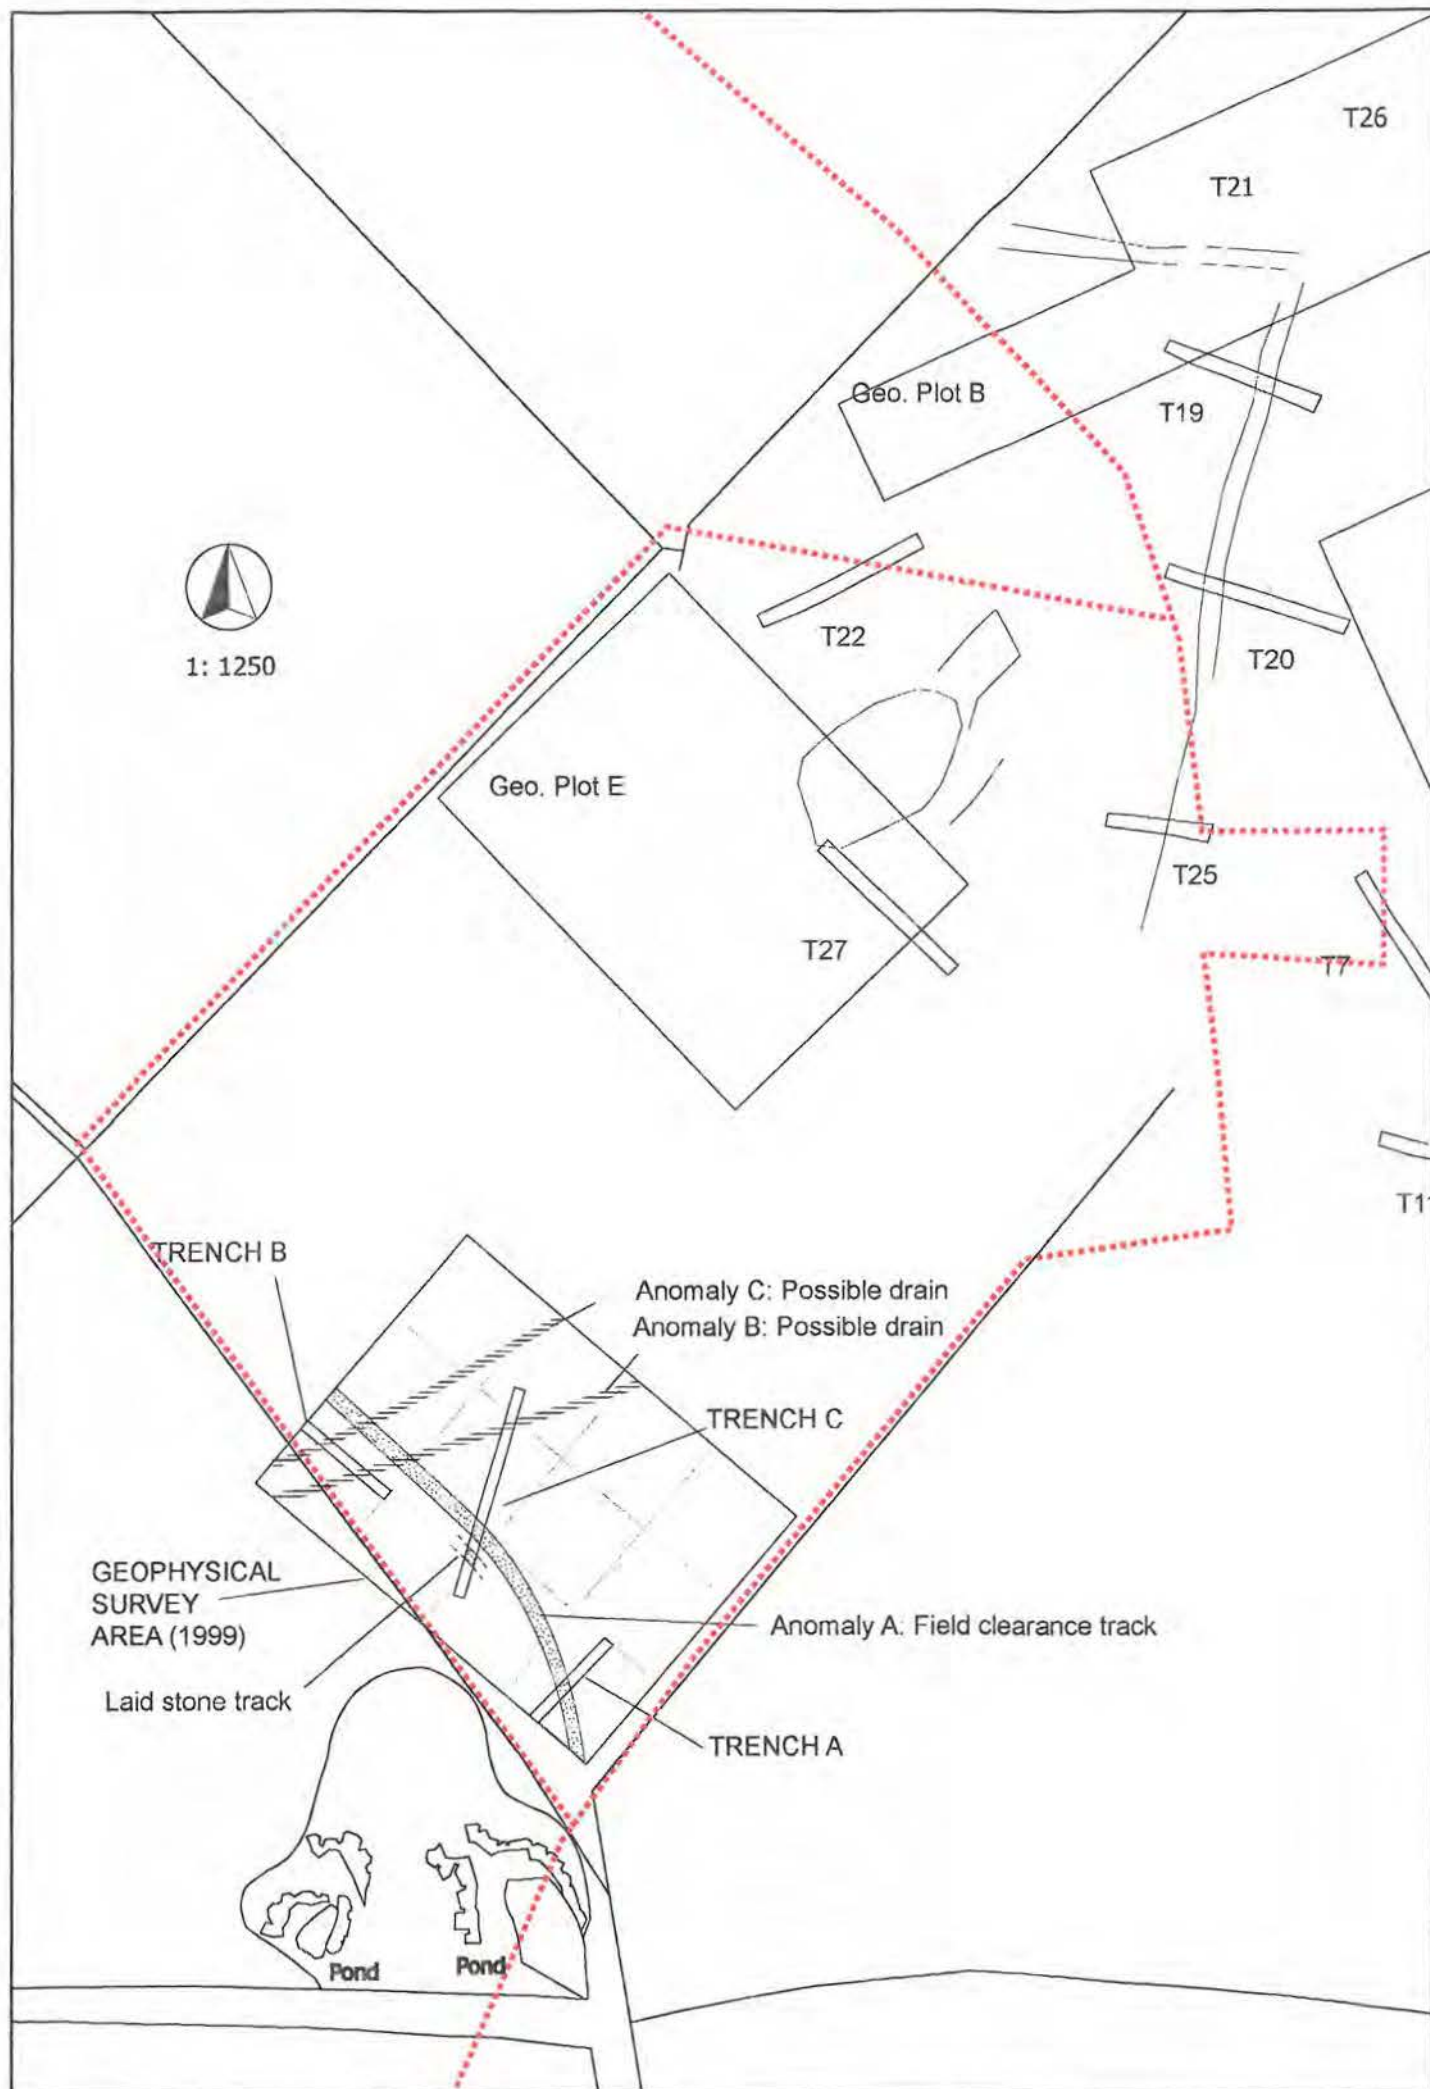 T26
T21
Geo. Plot B
T19
1: 1250
T22
T20
Geo. Plot E
T25
T27
T7
T11
TRENCH B
Anomaly C: Possible drain
Anomaly B: Possible drain
TRENCH C
GEOPHYSICAL
SURVEY
AREA (1999)
Anomaly A: Field clearance track
Laid stone track
TRENCH A
Pond
Pond